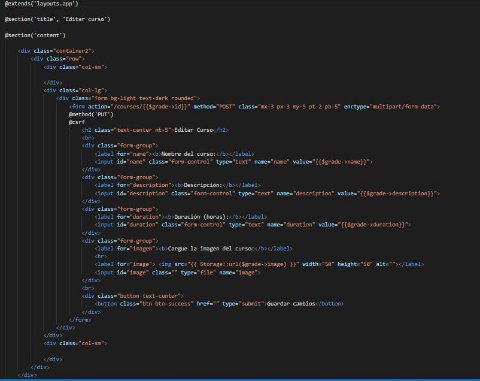 @extends('layouts.app')
@section('title', 'Editar curso')
@section('content')
<div class="container2">
<div class="row">
<div class="col-sm">
</div>
<div class="col-lg">
<div class="form bg-light text-dark rounded">
<form action="/courses/{{$grade->id}}" method="POST" class="mx-3 px-3 my-5 pt-2 pb-5" enctype="multipart/form-data">
@method('PUT')
@csrf
<h2 class="text-center mt-5">Editar Curso</h2>
<br>
<div class="form-group">
<label for="name"><b>Nombre del curso:</b></label>
<input id="name" class="form-control" type="text" name="name" value="{{$grade->name}}">
</div>
<div class="form-group">
<label for="description"><b>Descripción:</b></label>
<input id="description" class="form-control" type="text" name="description" value="{{$grade->description}}">
</div>
<div class="form-group">
<label for="duration"><b>Duración (horas):</b></label>
<input id="duration" class="form-control" type="text" name="duration" value="{{$grade->duration}}">
</div>
<div class="form-group">
<label for="imagen"><b>Cargue la imagen del curso:</b></label>
<br>
<label for="image"> <img src="{{ Storage::url($grade->image) }}" width="50" height="50" alt=""></label>
<input id="image" class="" type="file" name="image">
</div>
<br>
<div class="button text-center">
<button class="btn btn-success" href="" type="submit">Guardar cambios</button>
</div>
</form>
</div>
</div>
<div class="col-sm">
</div>
</div>
</div>